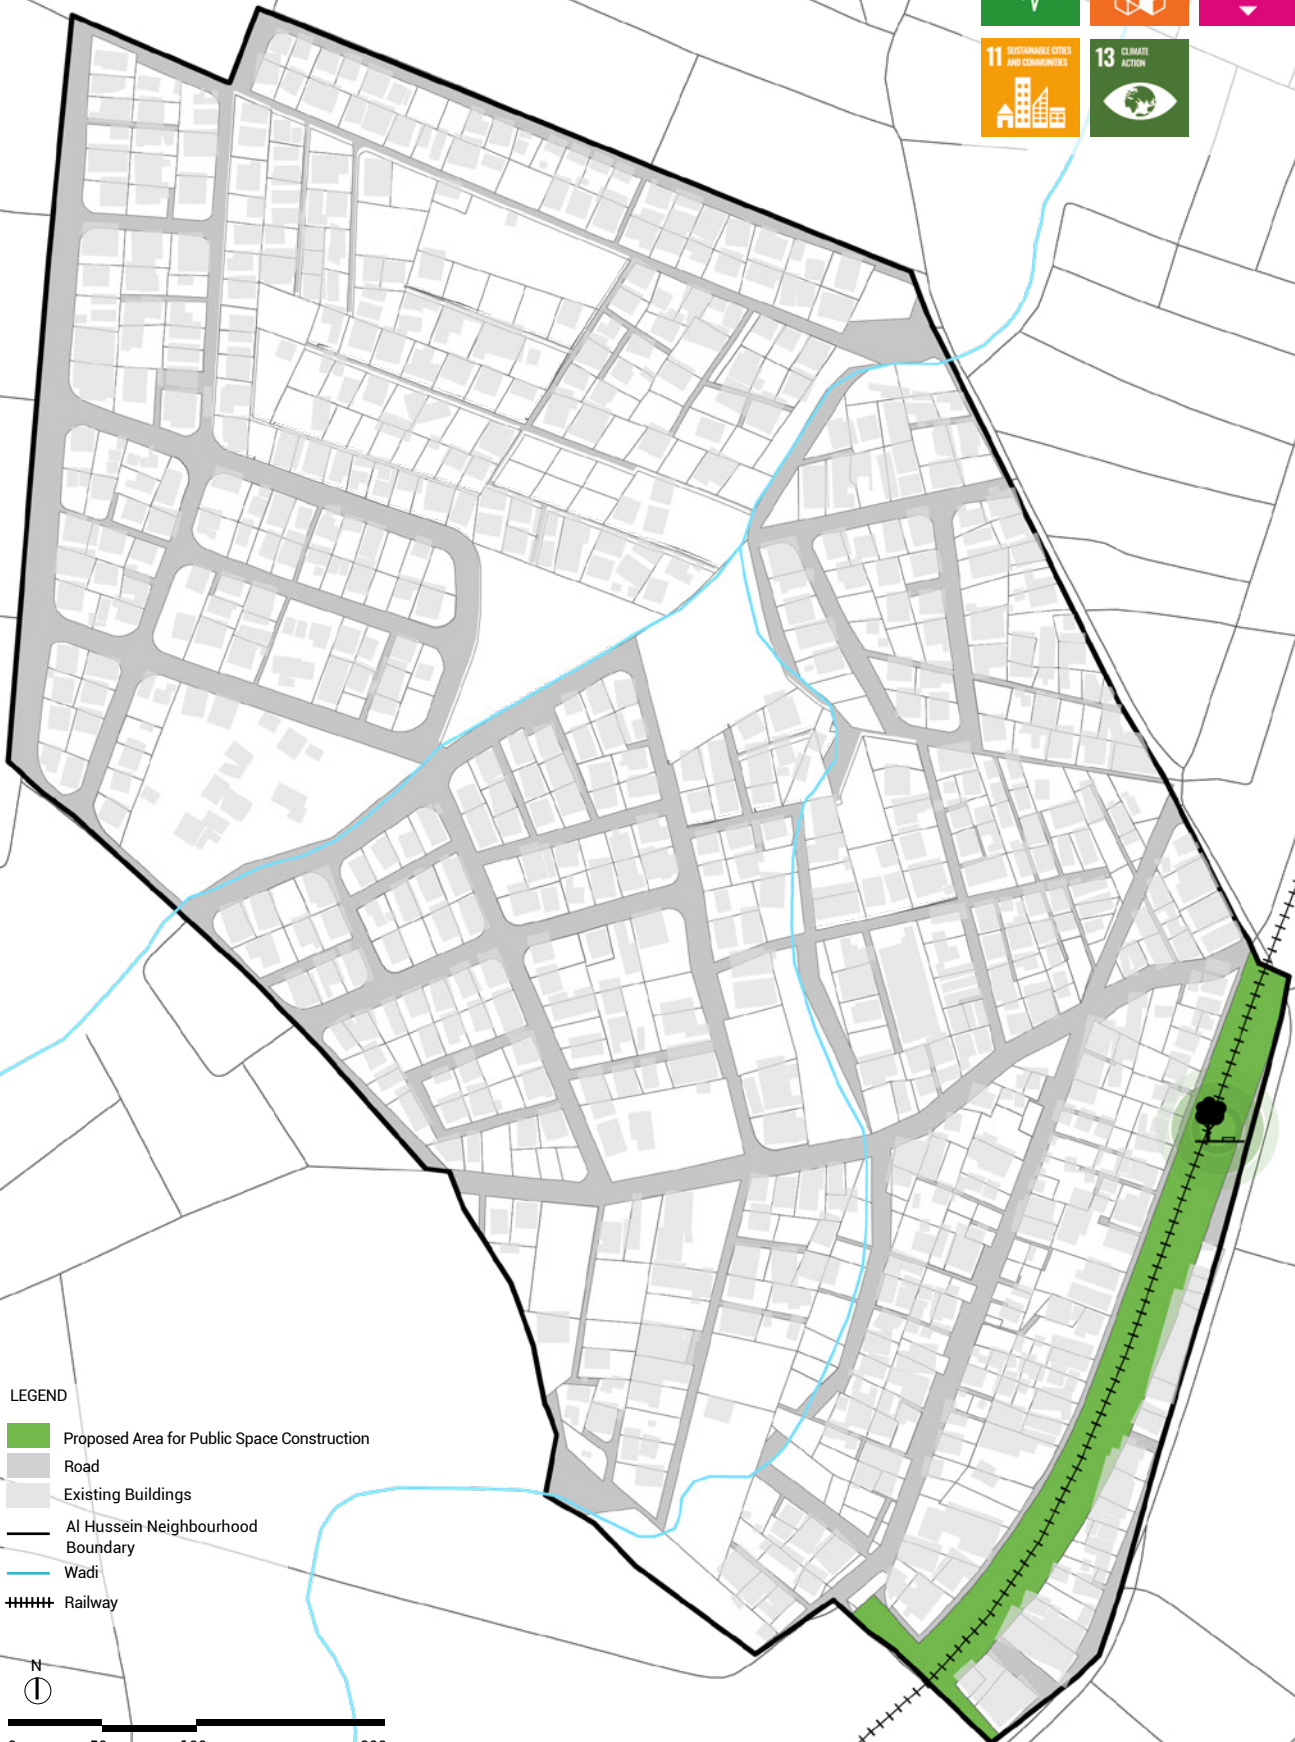 11 SUSTAINABLE CITIES
AND COMMUNITIES
13 CLIMATE
ACTION
LEGEND
Proposed Area for Public Space Construction
Road
Existing Buildings
Al Hussein Neighbourhood
Boundary
Wadi
Railway
N